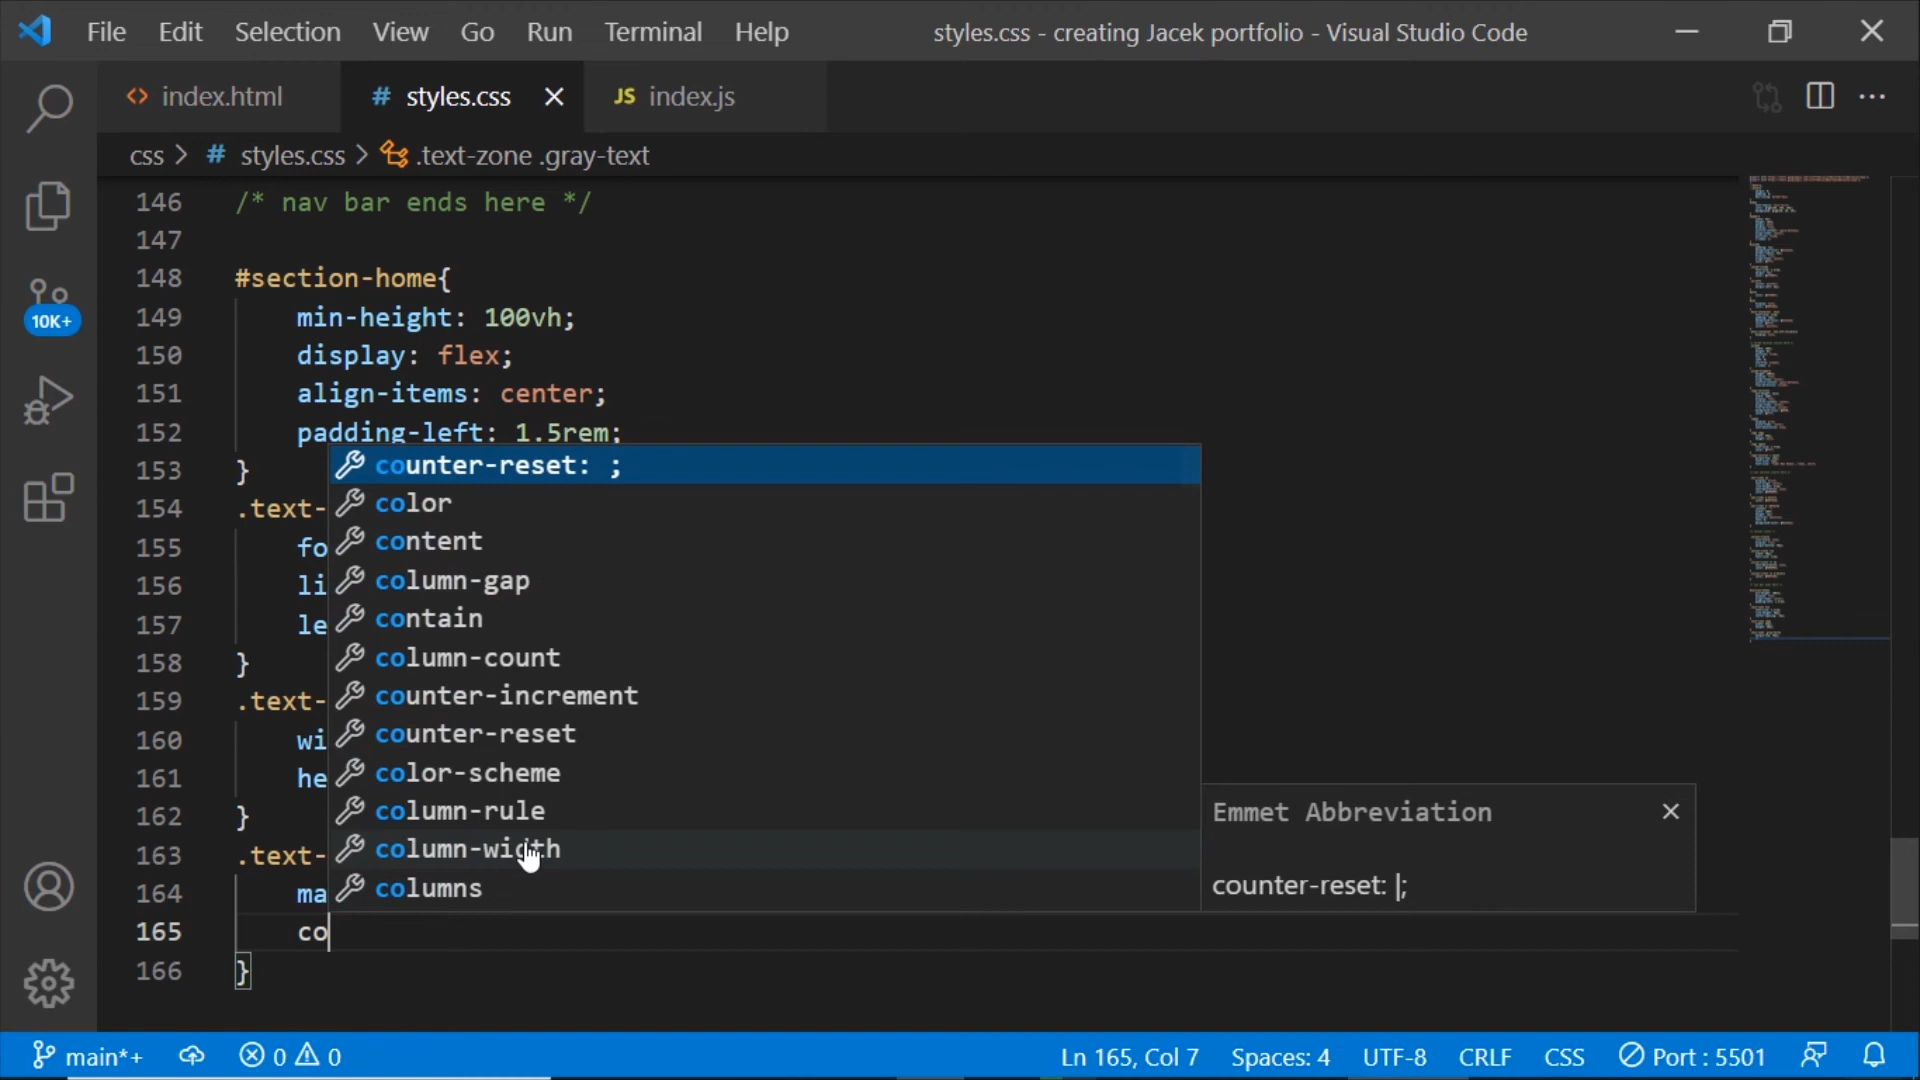 File Edit Selection View Go Run Terminal Help styles.css - creating Jacek portfolio - Visual Studio Code
<> index.html # styles.css JS index.js
css > # styles.css > .text-zone .gray-text
146 /* nav bar ends here */
147
148 #section-home{
149 min-height: 100vh;
150 display: flex;
151 align-items: center;
152 padding-left: 1.5rem;
153 }
154 .text-
155 fo
156 li
157 le
158 }
159 .text-
160 wi
161 he
162 }
163 .text-
164 ma
165 co
166 }
counter-reset: ;
color
content
column-gap
contain
column-count
counter-increment
counter-reset
color-scheme
column-rule
column-width
columns
Emmet Abbreviation
counter-reset: |;
10K+
main*+ 0 0 Ln 165, Col 7 Spaces: 4 UTF-8 CRLF CSS Port : 5501